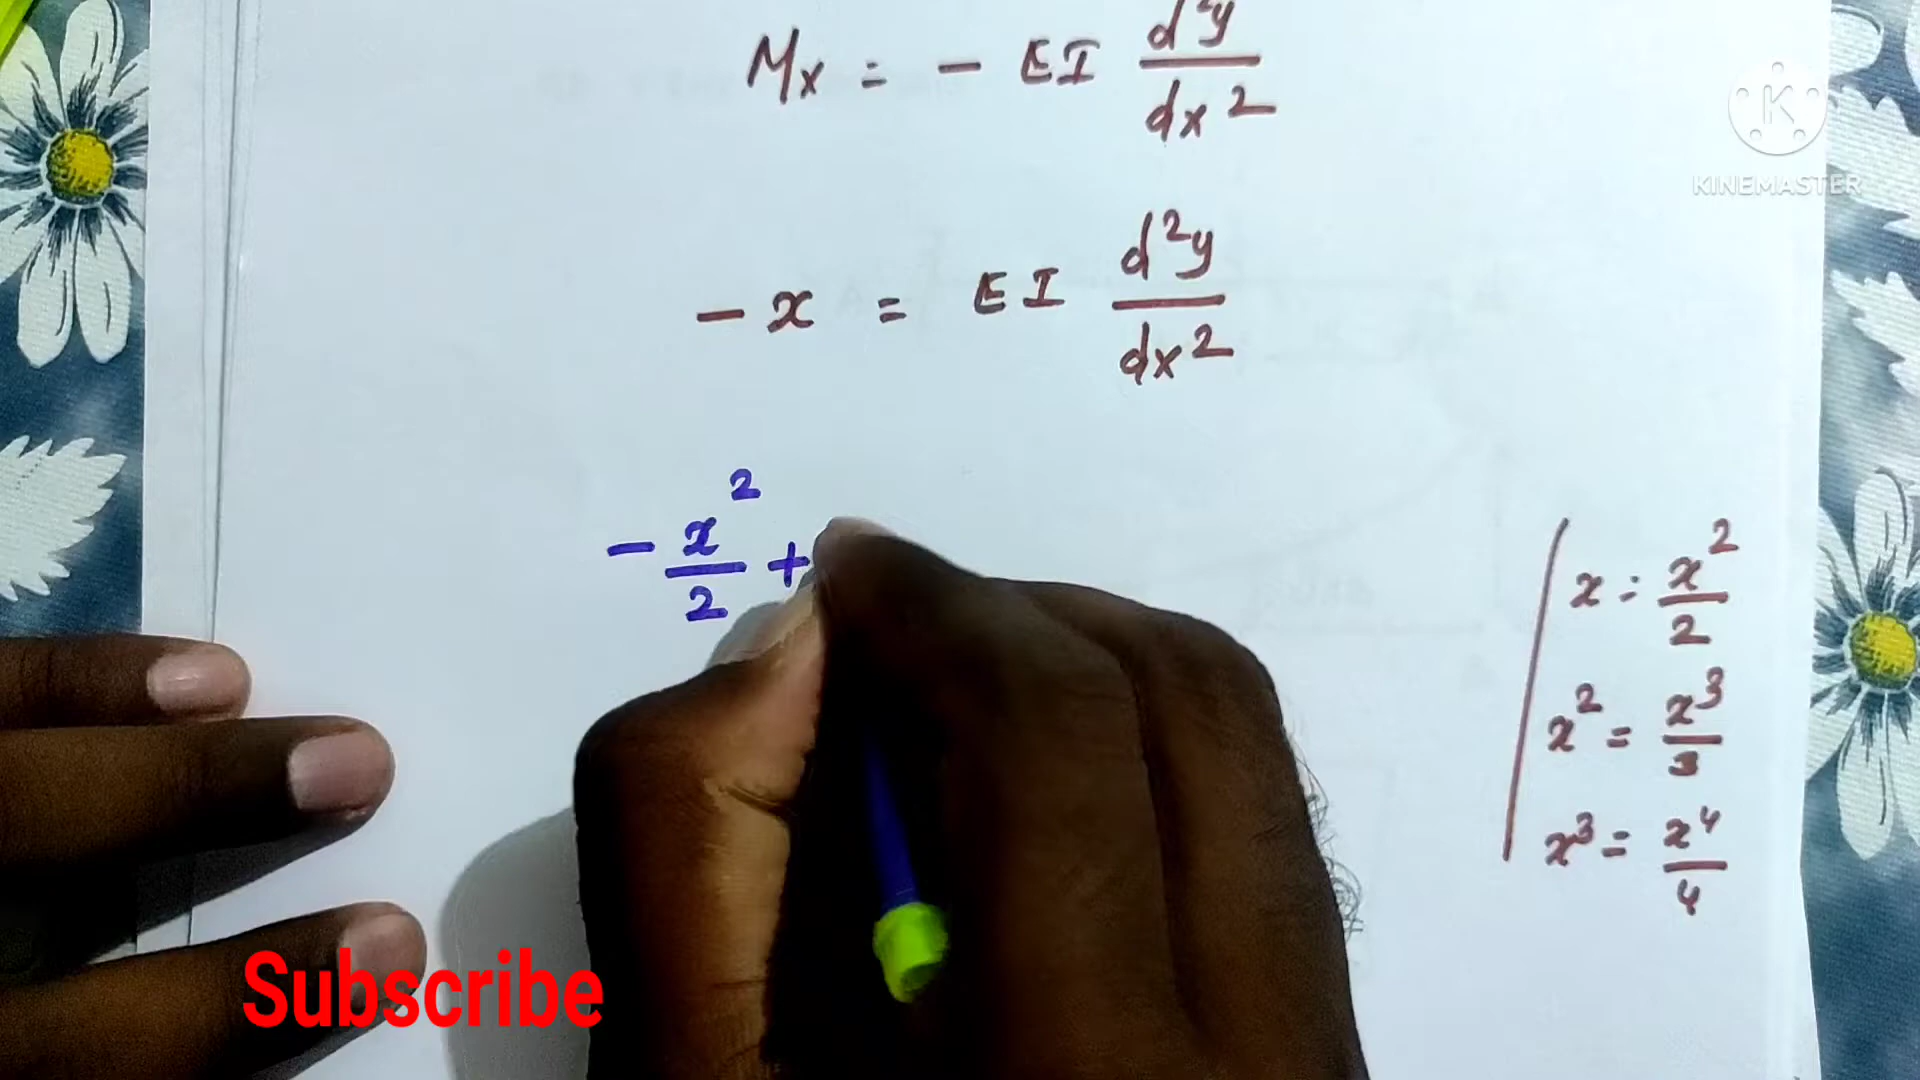 Mx = - EI d²y/dx²
KINEMASTER
- x = EI d²y/dx²
- x²/2 +
x = x²/2
x² = x³/3
x³ = x⁴/4
Subscribe